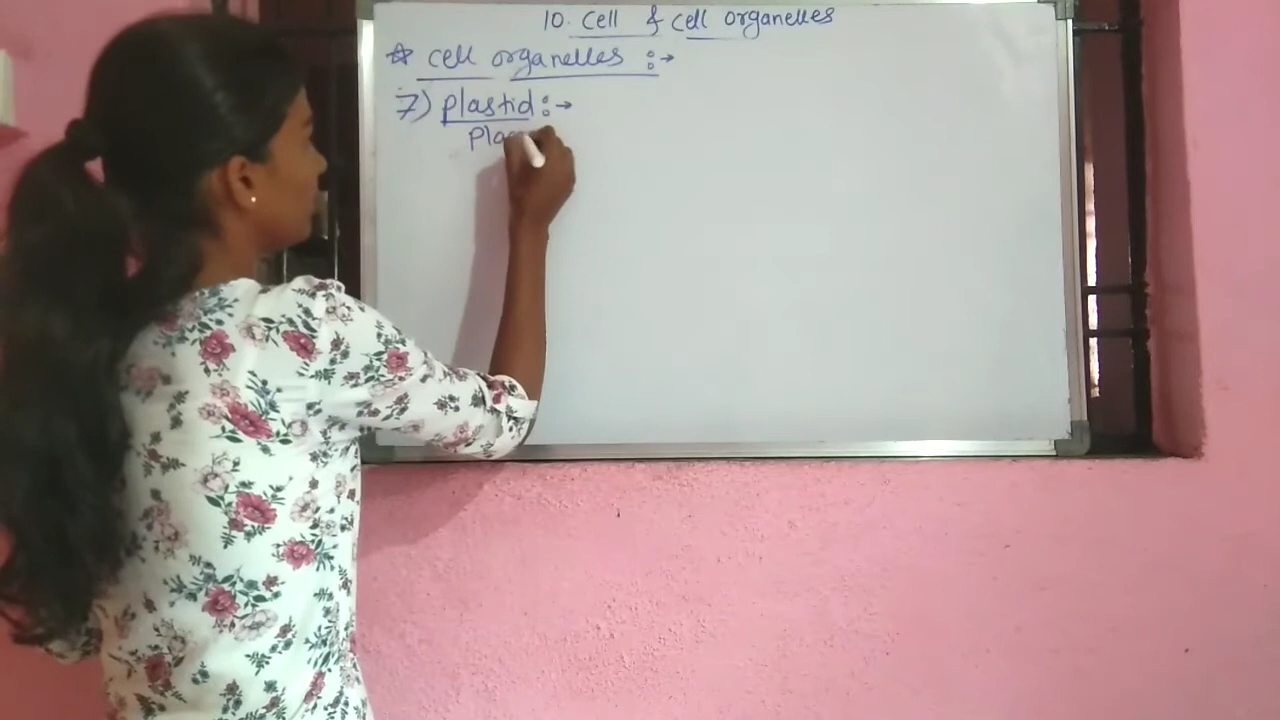 10. Cell & cell organelles
☆ cell organelles :→
7) plastid :→
Pla